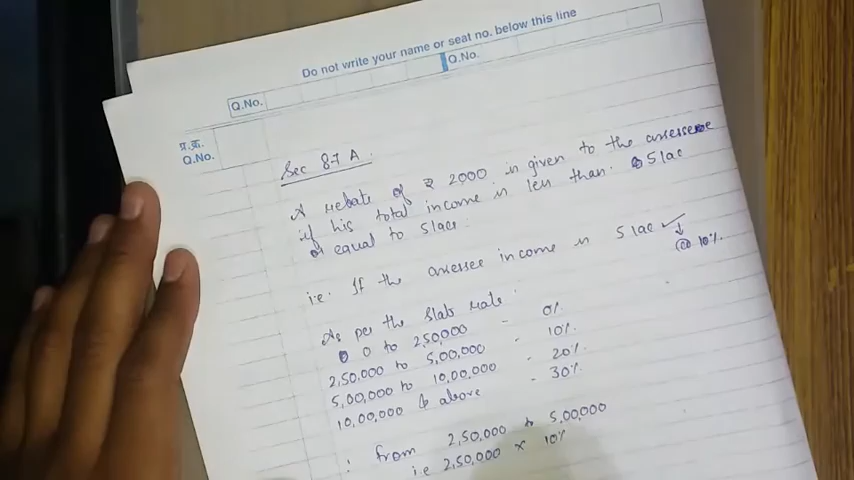 Do not write your name or seat no. below this line
Q.No.
Q.No.
प्र.क्र.
Q.No.
Sec 87 A
A rebate of ₹ 2000 is given to the assessee
if his total income is less than 5 lac
or equal to 5 lac.
i.e. If the assessee income is 5 lac ✓
↓
@ 10%.
As per the Slab rate.
0 to 2,50,000 - 0%
2,50,000 to 5,00,000 - 10%.
5,00,000 to 10,00,000 - 20%.
10,00,000 & above - 30%.
∴ from 2,50,000 to 5,00,000
i.e 2,50,000 × 10%